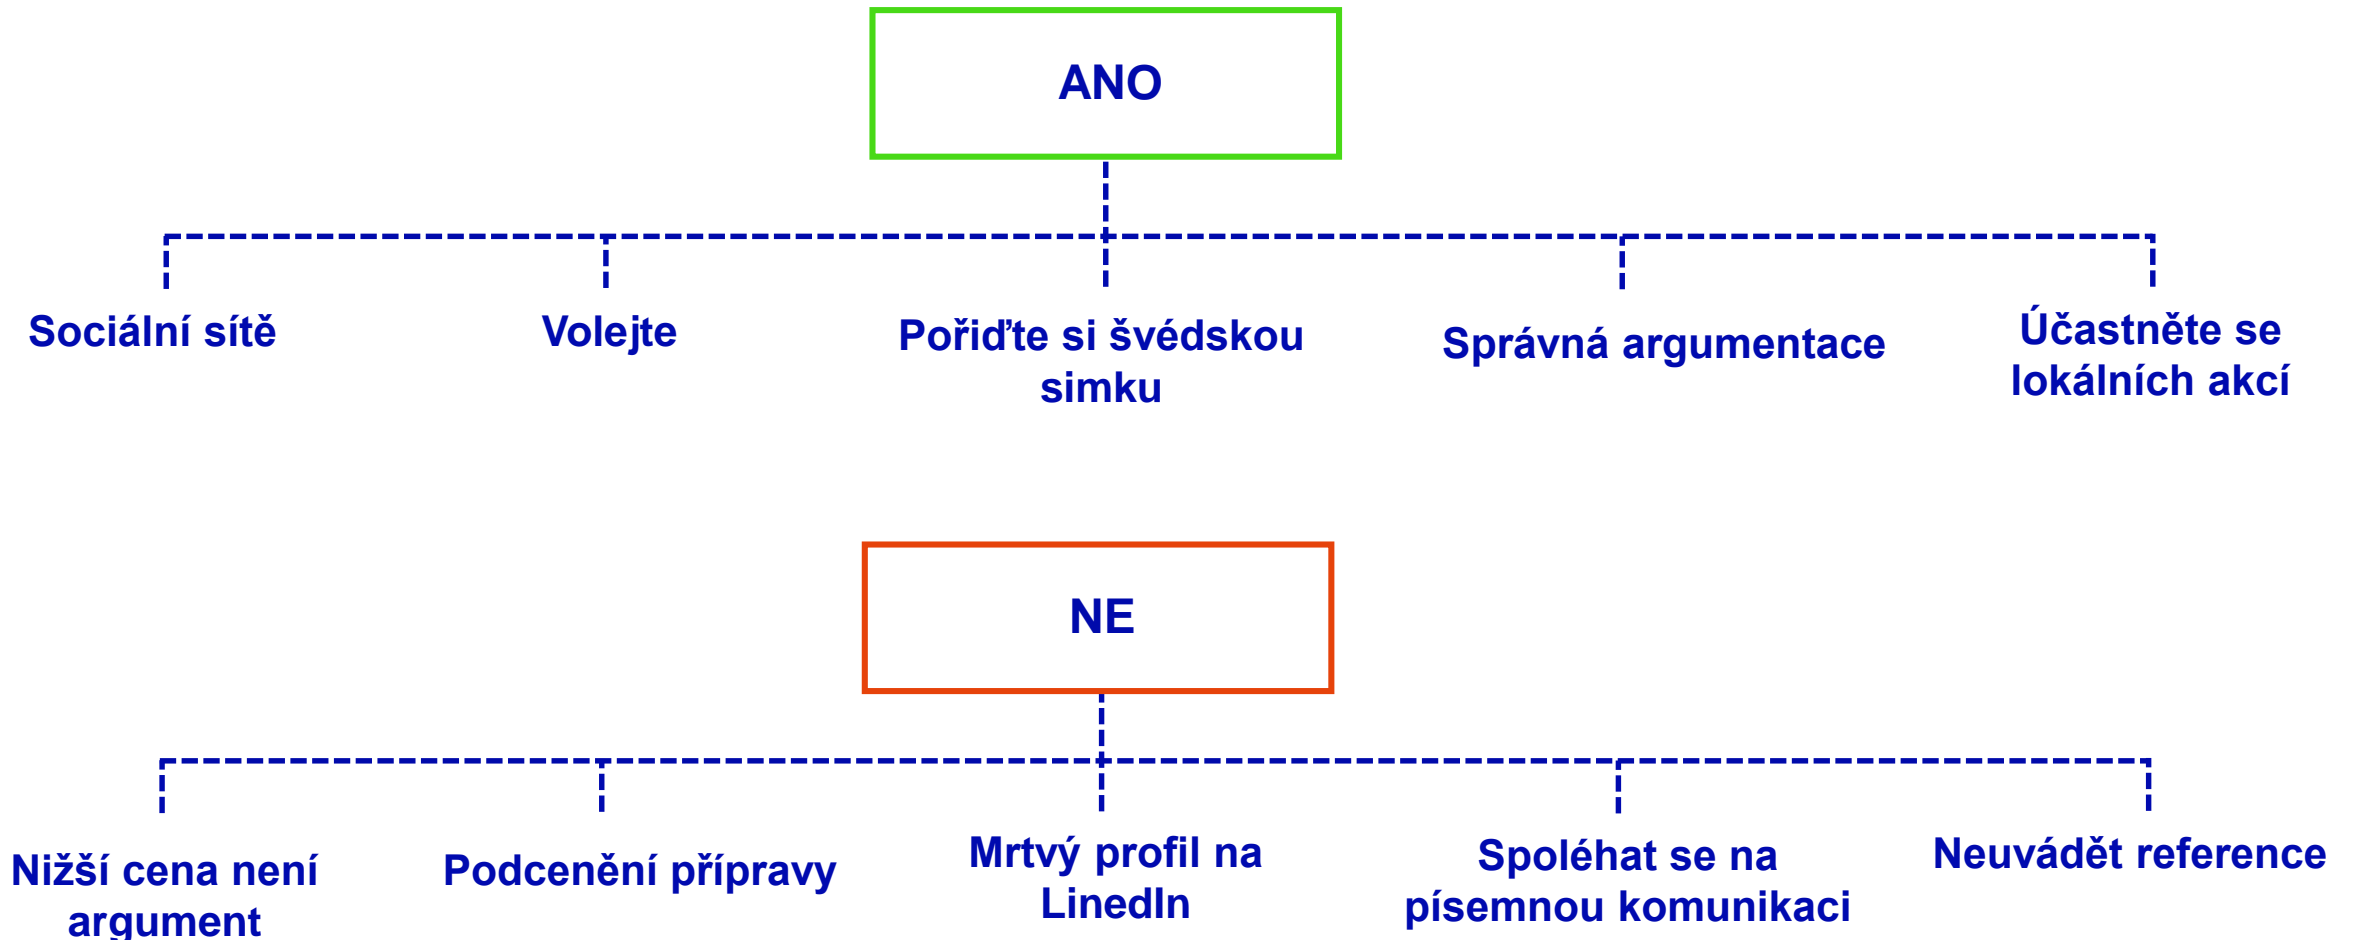 ANO
Sociální sítě
Volejte
Pořiďte si švédskou
simku
Správná argumentace
Účastněte se
lokálních akcí
NE
Nižší cena není
argument
Podcenění přípravy
Mrtvý profil na
LinedIn
Spoléhat se na
písemnou komunikaci
Neuvádět reference